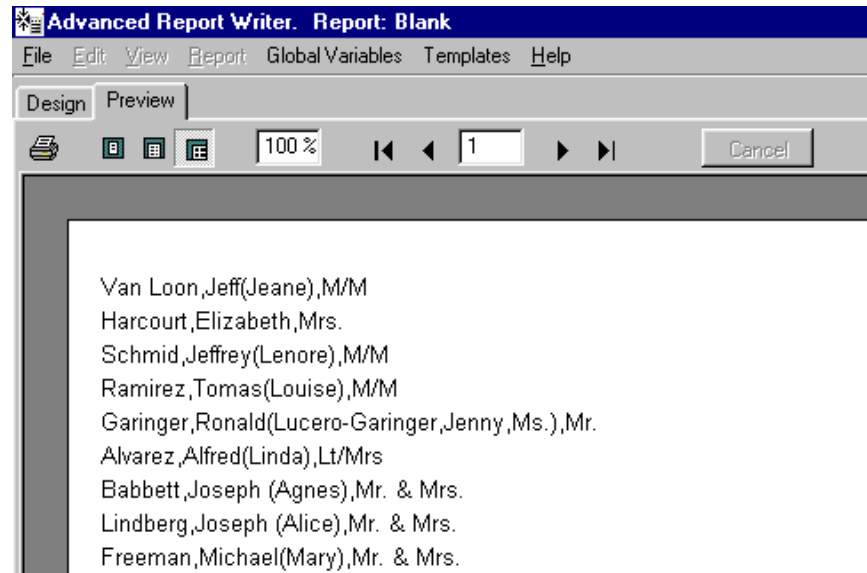 Advanced Report Writer. Report: Blank
File Edit View Report Global Variables Templates Help
Design Preview
100 % 1 Cancel
Van Loon,Jeff(Jeane),M/M
Harcourt,Elizabeth,Mrs.
Schmid,Jeffrey(Lenore),M/M
Ramirez,Tomas(Louise),M/M
Garinger,Ronald(Lucero-Garinger,Jenny,Ms.),Mr.
Alvarez,Alfred(Linda),Lt/Mrs
Babbett,Joseph (Agnes),Mr. & Mrs.
Lindberg,Joseph (Alice),Mr. & Mrs.
Freeman,Michael(Mary),Mr. & Mrs.